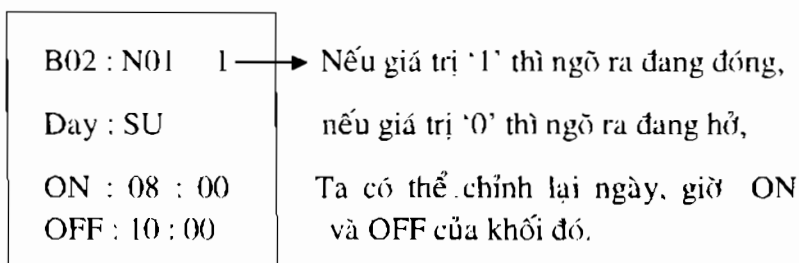 B02 : N01 1 Nếu giá trị ‘1’ thì ngõ ra đang đóng,
Day : SU nếu giá trị ‘0’ thì ngõ ra đang hở,
ON : 08 : 00 Ta có thể chỉnh lại ngày, giờ ON
OFF : 10 : 00 và OFF của khối đó.